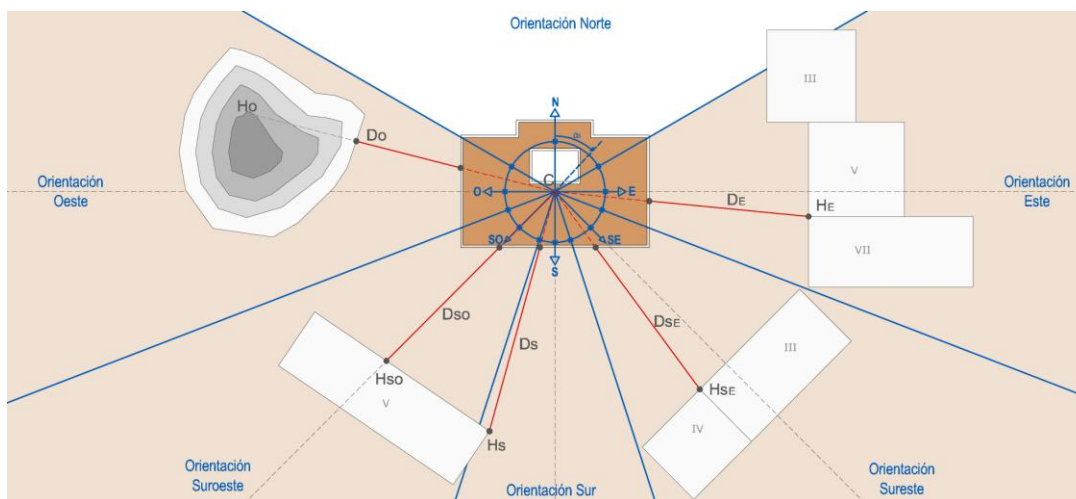 Orientación Norte
III
Ho
Do
N
β
V
C
Orientación
Oeste
O
E
Orientación
Este
DE
HE
SO
SE
S
VII
Dso
Ds
DsE
III
Hso
HsE
V
IV
Hs
Orientación
Suroeste
Orientación Sur
Orientación
Sureste